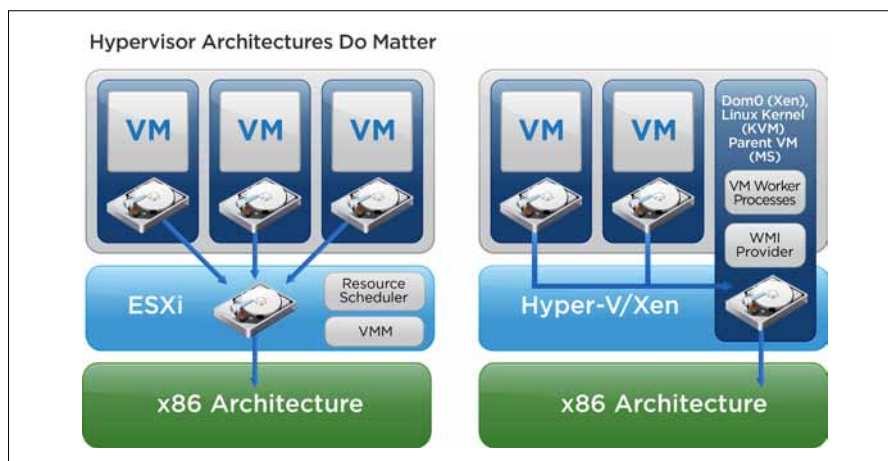 Hypervisor Architectures Do Matter
VM
VM
VM
ESXi
Resource
Scheduler
VMM
x86 Architecture
VM
VM
Dom0 (Xen),
Linux Kernel
(KVM)
Parent VM
(MS)
VM Worker
Processes
WMI
Provider
Hyper-V/Xen
x86 Architecture